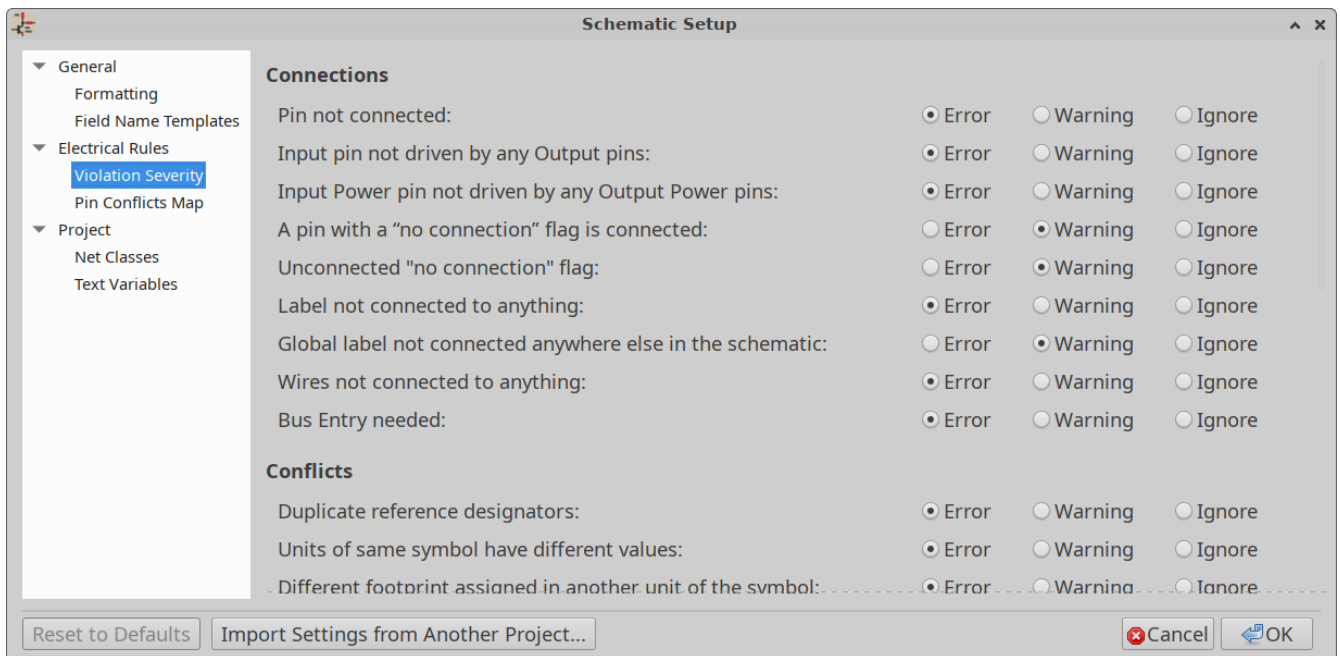 Schematic Setup
General
Formatting
Field Name Templates
Electrical Rules
Violation Severity
Pin Conflicts Map
Project
Net Classes
Text Variables
Connections
Pin not connected: Error Warning Ignore
Input pin not driven by any Output pins: Error Warning Ignore
Input Power pin not driven by any Output Power pins: Error Warning Ignore
A pin with a “no connection” flag is connected: Error Warning Ignore
Unconnected "no connection" flag: Error Warning Ignore
Label not connected to anything: Error Warning Ignore
Global label not connected anywhere else in the schematic: Error Warning Ignore
Wires not connected to anything: Error Warning Ignore
Bus Entry needed: Error Warning Ignore
Conflicts
Duplicate reference designators: Error Warning Ignore
Units of same symbol have different values: Error Warning Ignore
Different footprint assigned in another unit of the symbol: Error Warning Ignore
Reset to Defaults Import Settings from Another Project... Cancel OK